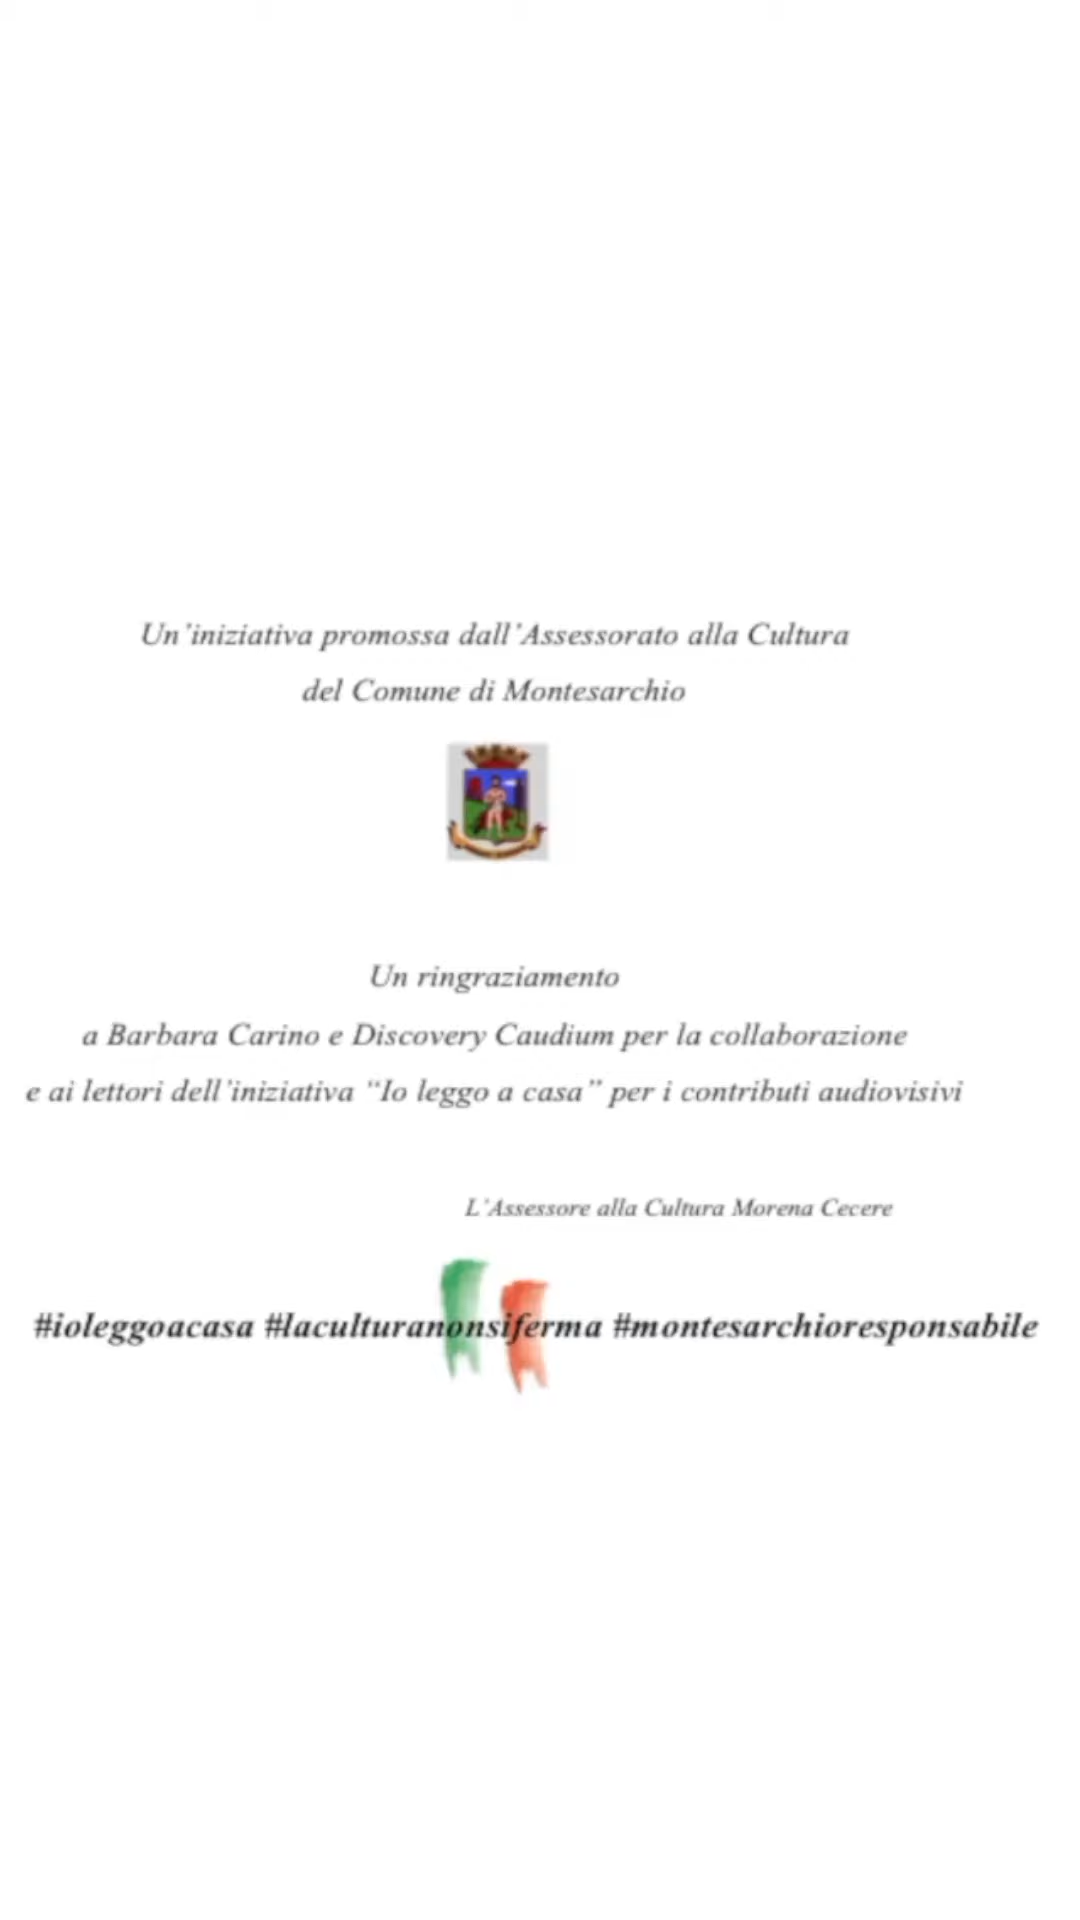 Un'iniziativa promossa dall'Assessorato alla Cultura
del Comune di Montesarchio
Un ringraziamento
a Barbara Carino e Discovery Caudium per la collaborazione
e ai lettori dell'iniziativa “Io leggo a casa” per i contributi audiovisivi
L'Assessore alla Cultura Morena Cecere
#ioleggoacasa #laculturanonsiferma #montesarchioresponsabile